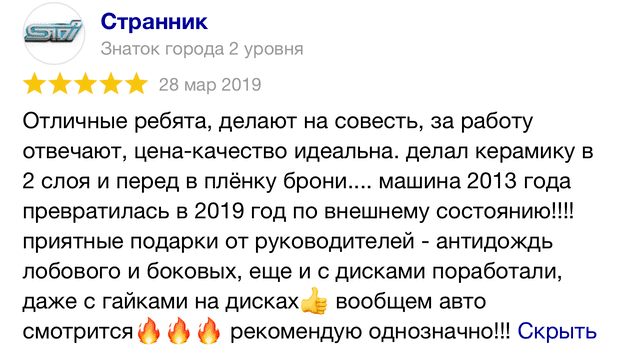 STI
Странник
Знаток города 2 уровня
28 мар 2019
Отличные ребята, делают на совесть, за работу
отвечают, цена-качество идеальна. делал керамику в
2 слоя и перед в плёнку брони.... машина 2013 года
превратилась в 2019 год по внешнему состоянию!!!!
приятные подарки от руководителей - антидождь
лобового и боковых, еще и с дисками поработали,
даже с гайками на дисках👍 вообщем авто
смотрится🔥🔥🔥 рекомендую однозначно!!! Скрыть